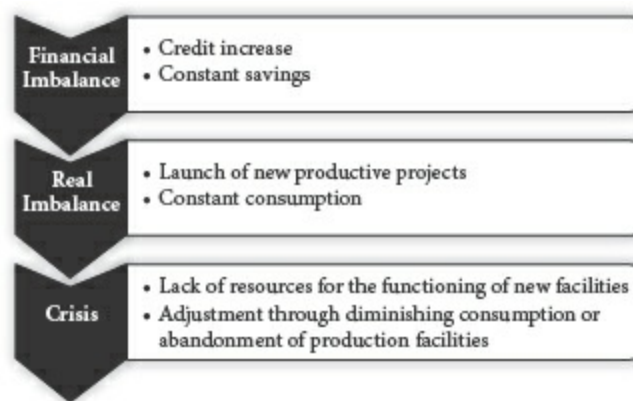 Financial
Imbalance
• Credit increase
• Constant savings
Real
Imbalance
• Launch of new productive projects
• Constant consumption
Crisis
• Lack of resources for the functioning of new facilities
• Adjustment through diminishing consumption or
abandonment of production facilities